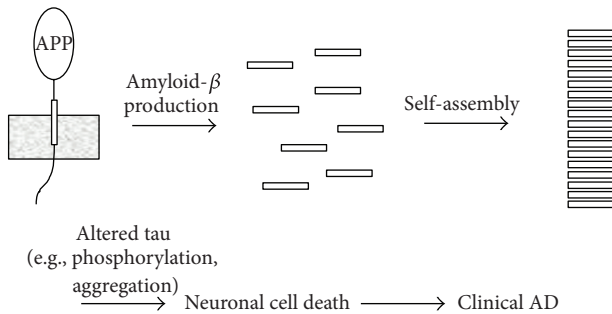 APP
Amyloid-β
production
Self-assembly
Altered tau
(e.g., phosphorylation,
aggregation)
Neuronal cell death
Clinical AD